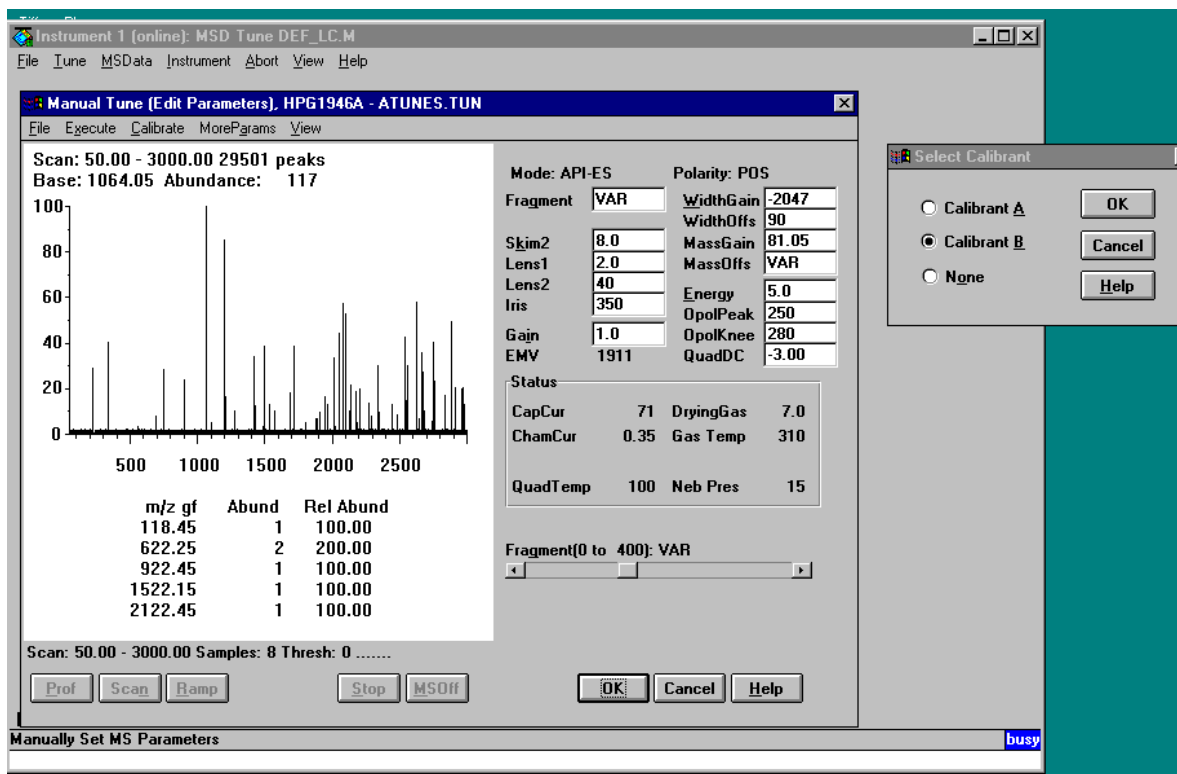 Instrument 1 (online): MSD Tune DEF_LC.M
File Tune MSData Instrument Abort View Help
Manual Tune (Edit Parameters), HPG1946A - ATUNES.TUN
File Execute Calibrate MoreParams View
Scan: 50.00 - 3000.00 29501 peaks
Base: 1064.05 Abundance: 117
100
80
60
40
20
0
500 1000 1500 2000 2500
m/z gf Abund Rel Abund
118.45 1 100.00
622.25 2 200.00
922.45 1 100.00
1522.15 1 100.00
2122.45 1 100.00
Mode: API-ES Polarity: POS
Fragment VAR WidthGain -2047
WidthOffs 90
Skim2 8.0 MassGain 81.05
Lens1 2.0 MassOffs VAR
Lens2 40 Energy 5.0
Iris 350 OpolPeak 250
Gain 1.0 OpolKnee 280
EMV 1911 QuadDC -3.00
Status
CapCur 71 DryingGas 7.0
ChamCur 0.35 Gas Temp 310
QuadTemp 100 Neb Pres 15
Fragment(0 to 400): VAR
Scan: 50.00 - 3000.00 Samples: 8 Thresh: 0 .......
Prof Scan Ramp Stop MSOff OK Cancel Help
Manually Set MS Parameters busy
Select Calibrant
Calibrant A OK
Calibrant B Cancel
None Help